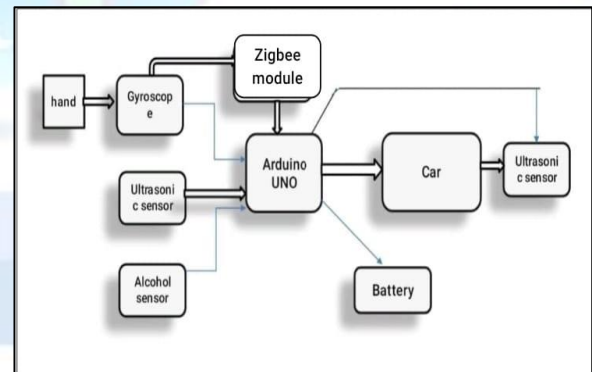 Zigbee
module
hand
Gyroscop
e
Arduino
UNO
Car
Ultrasoni
c sensor
Ultrasoni
c sensor
Alcohol
sensor
Battery